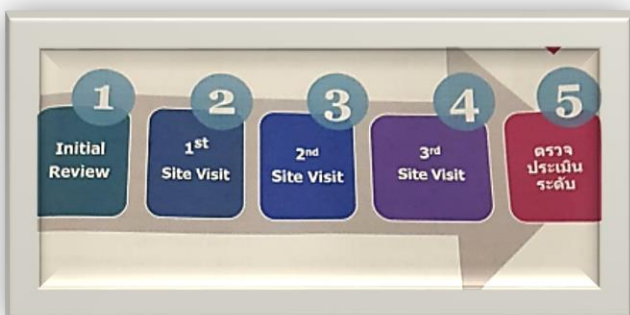 1
Initial
Review
2
1st
Site Visit
3
2nd
Site Visit
4
3rd
Site Visit
5
ตรวจ
ประเมิน
ระดับ